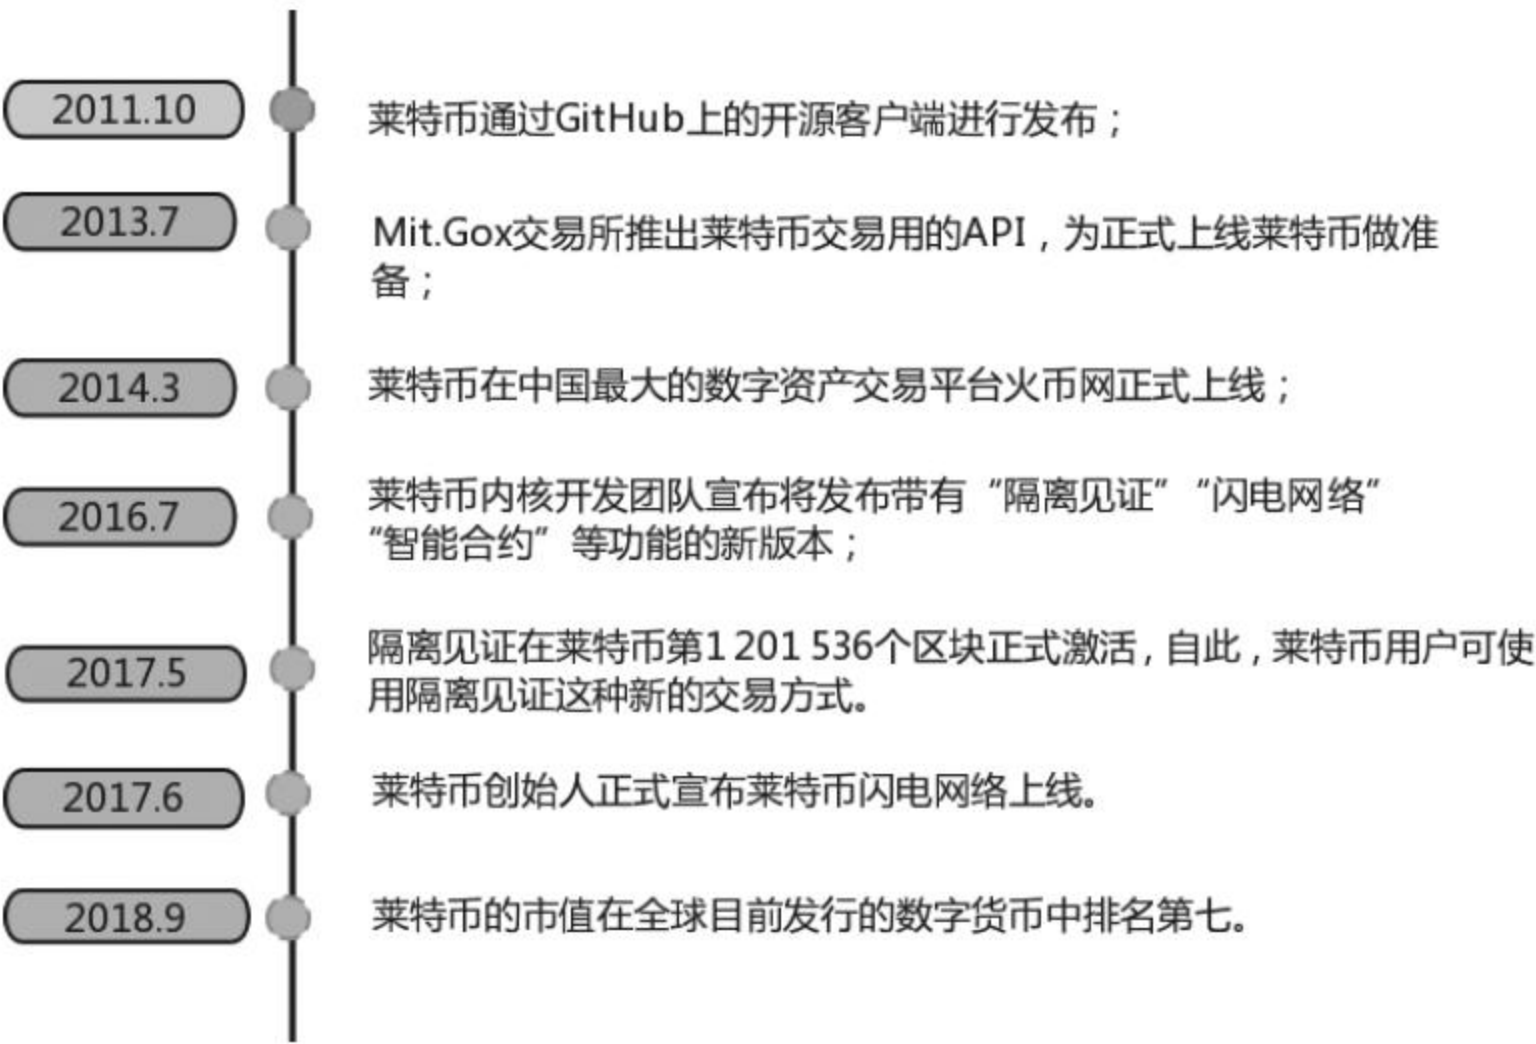 2011.10
莱特币通过GitHub上的开源客户端进行发布；
2013.7
Mit.Gox交易所推出莱特币交易用的API，为正式上线莱特币做准
备；
2014.3
莱特币在中国最大的数字资产交易平台火币网正式上线；
2016.7
莱特币内核开发团队宣布将发布带有“隔离见证”“闪电网络”
“智能合约”等功能的新版本；
2017.5
隔离见证在莱特币第1 201 536个区块正式激活，自此，莱特币用户可使
用隔离见证这种新的交易方式。
2017.6
莱特币创始人正式宣布莱特币闪电网络上线。
2018.9
莱特币的市值在全球目前发行的数字货币中排名第七。